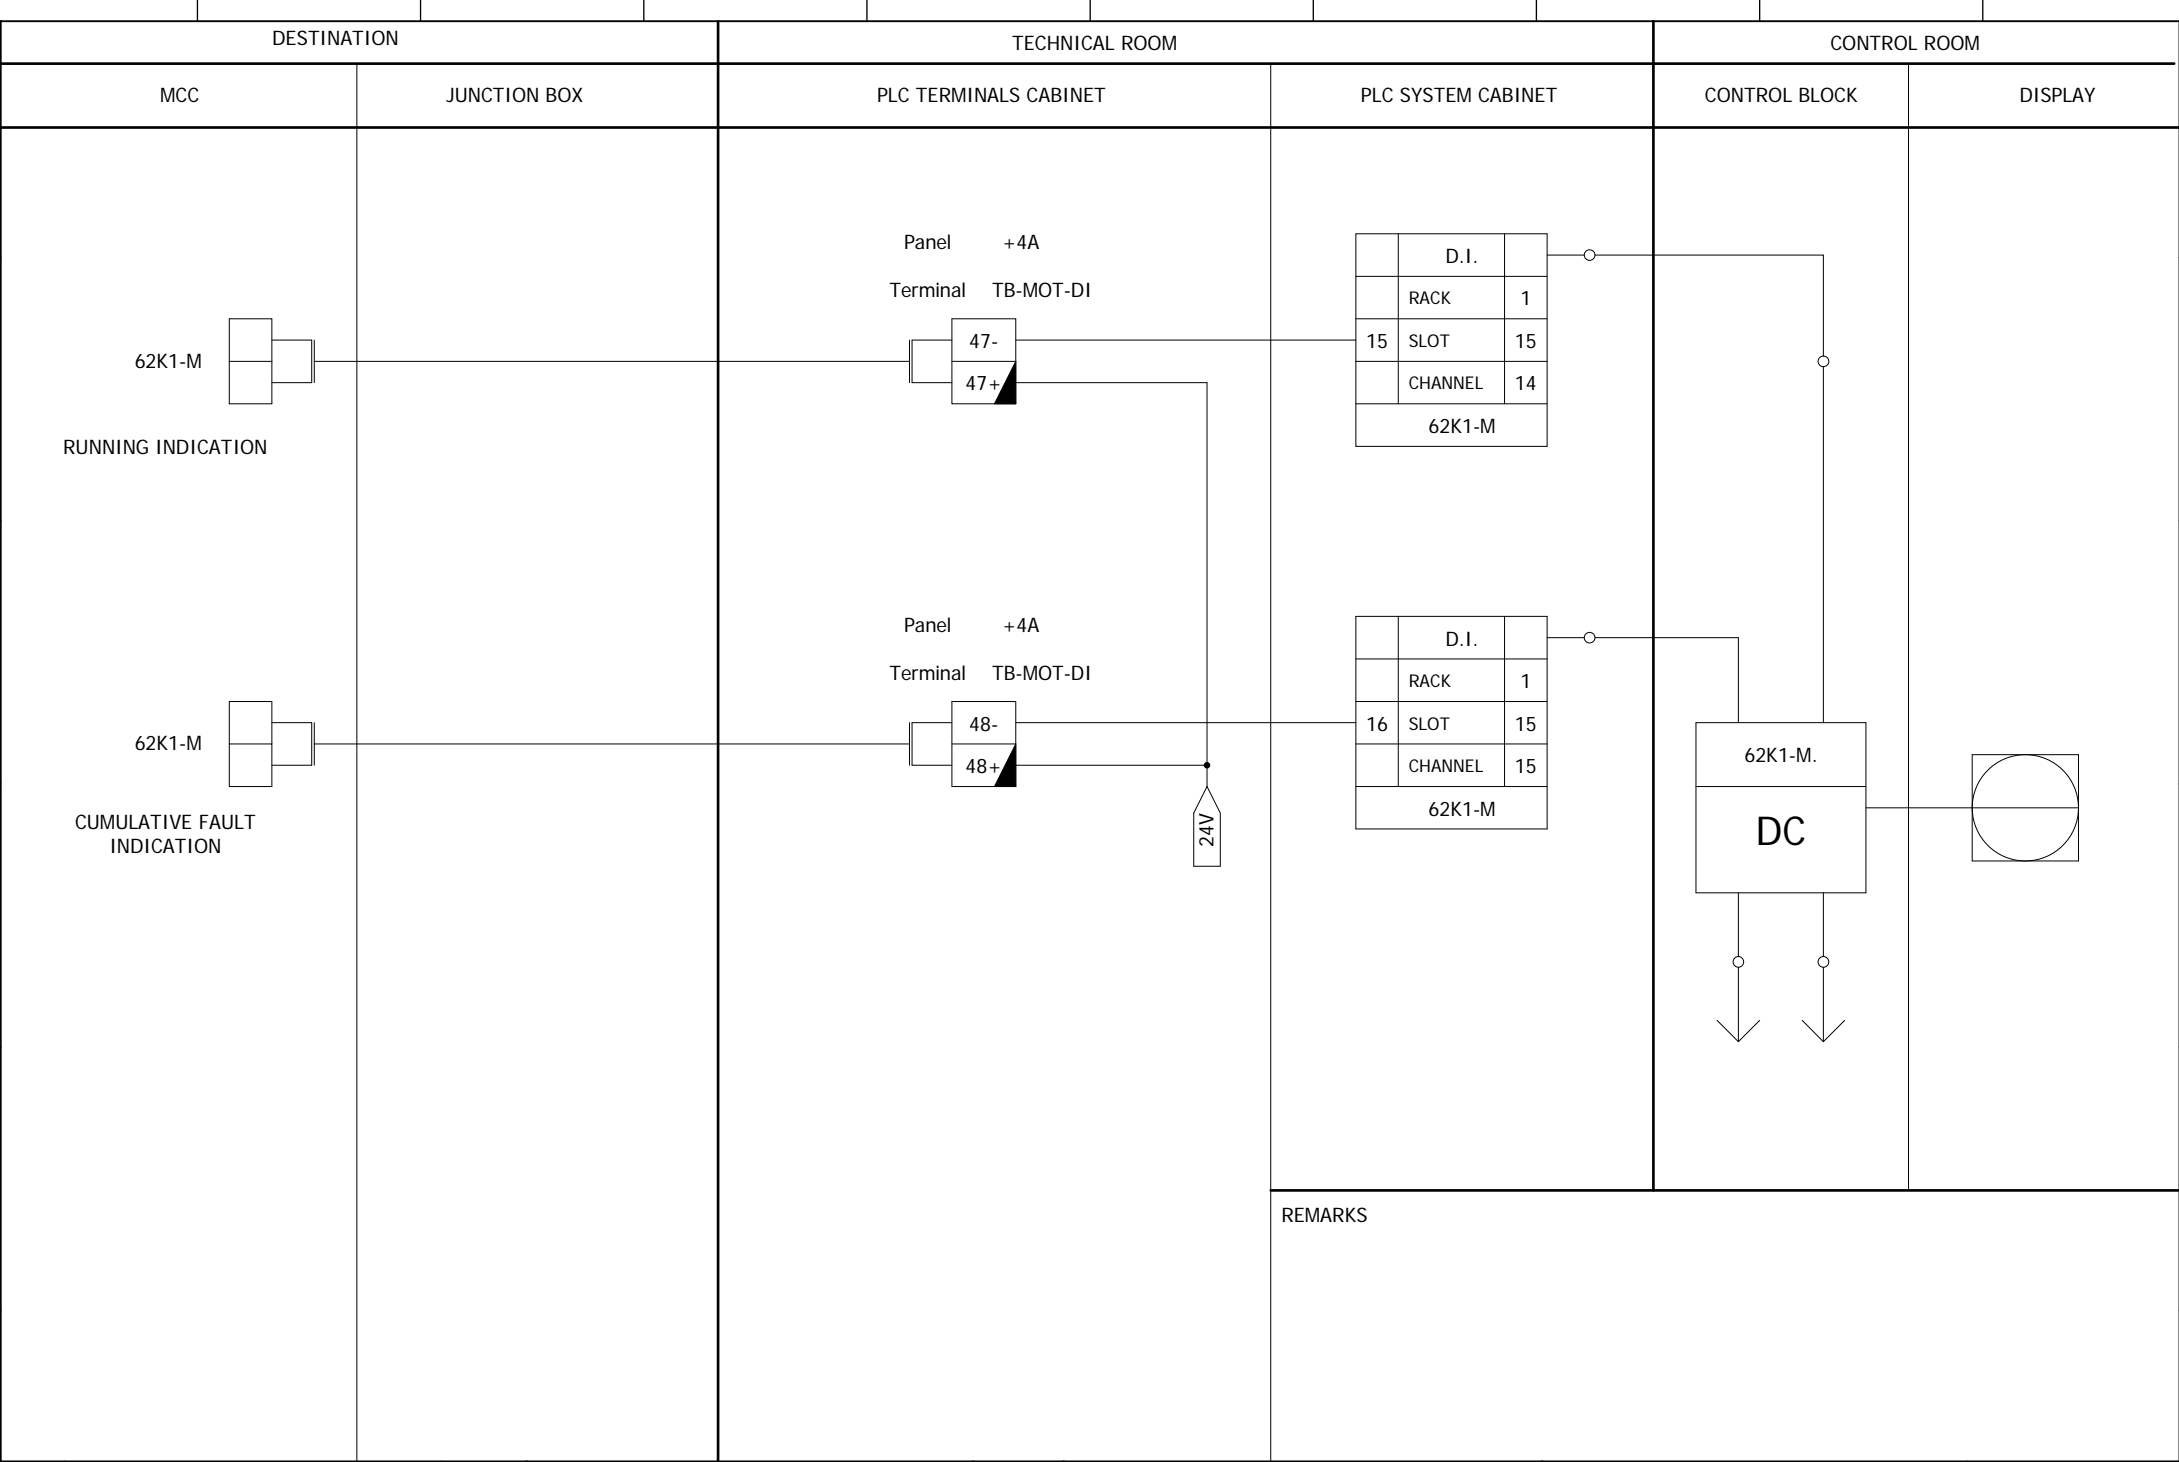 DESTINATION
TECHNICAL ROOM
CONTROL ROOM
MCC
JUNCTION BOX
PLC TERMINALS CABINET
PLC SYSTEM CABINET
CONTROL BLOCK
DISPLAY
Panel +4A
Terminal TB-MOT-DI
62K1-M
RUNNING INDICATION
47-
47+
D.I.
RACK 1
15 SLOT 15
CHANNEL 14
62K1-M
Panel +4A
Terminal TB-MOT-DI
62K1-M
CUMULATIVE FAULT
INDICATION
48-
48+
24V
D.I.
RACK 1
16 SLOT 15
CHANNEL 15
62K1-M
62K1-M.
DC
REMARKS